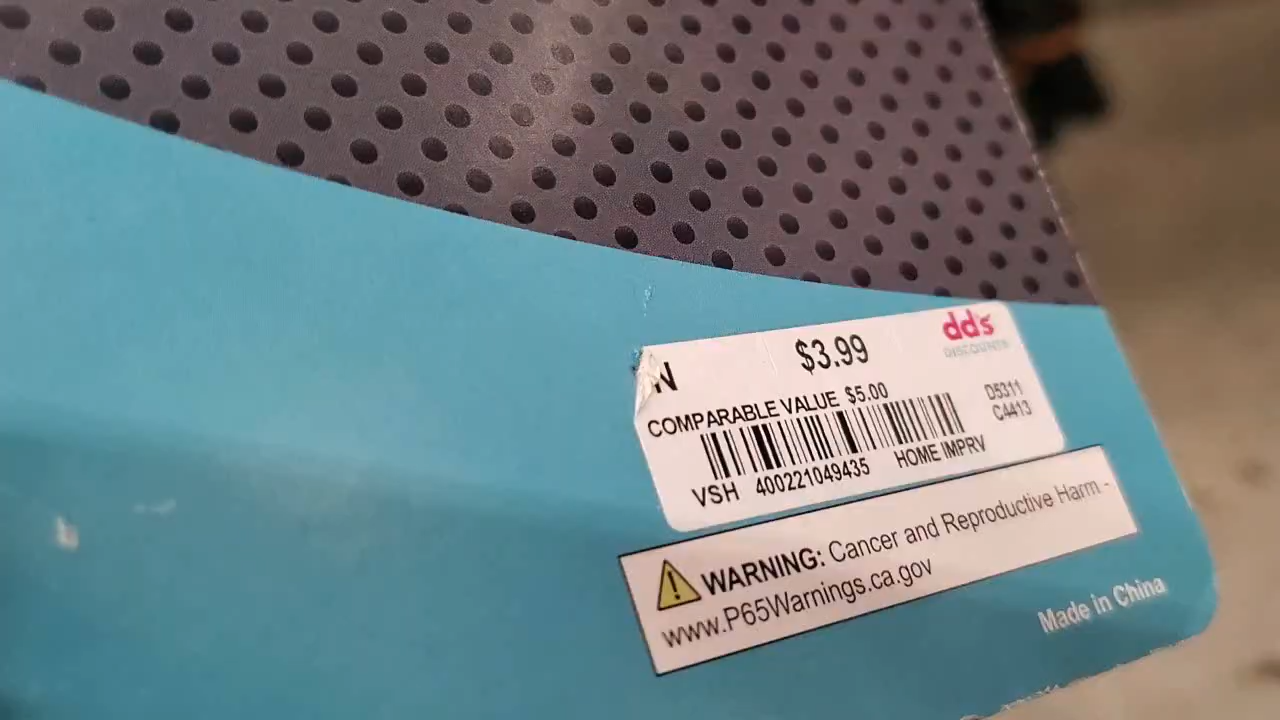 dd's
DISCOUNTS
N
$3.99
COMPARABLE VALUE $5.00
D5311
C4413
VSH 400221049435 HOME IMPRV
WARNING: Cancer and Reproductive Harm -
www.P65Warnings.ca.gov
Made in China